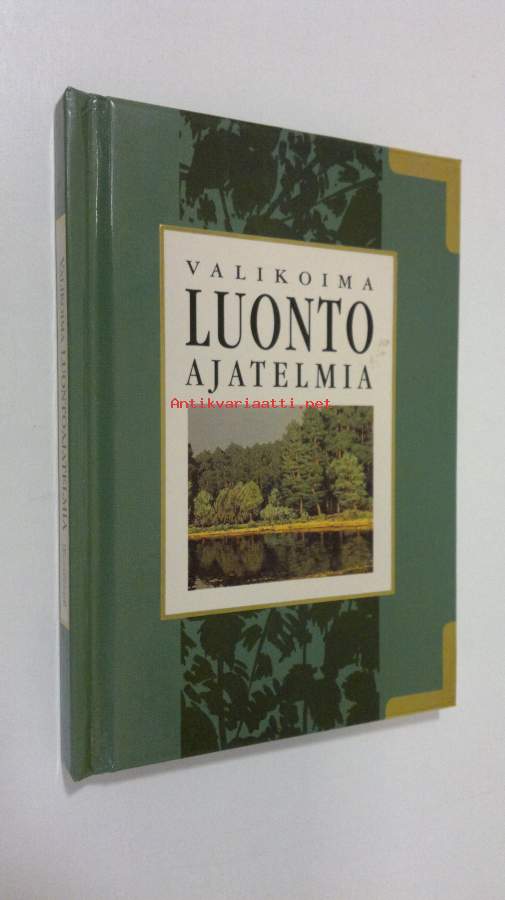 VALIKOIMA
LUONTO
AJATELMIA
Antikvariaatti.net
VALIKOIMA LUONTOAJATELMIA